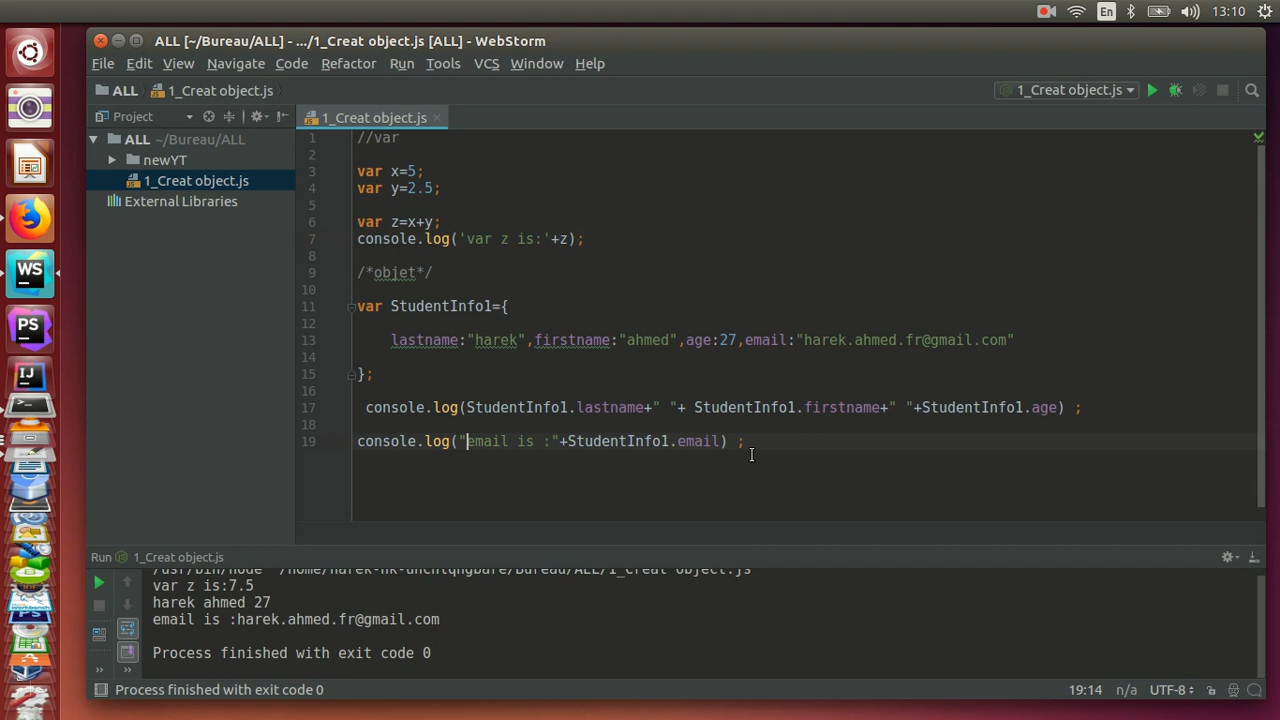 En 13:10
ALL [~/Bureau/ALL] - .../1_Creat object.js [ALL] - WebStorm
File Edit View Navigate Code Refactor Run Tools VCS Window Help
ALL 1_Creat object.js 1_Creat object.js
Project 1_Creat object.js
ALL ~/Bureau/ALL
newYT
1_Creat object.js
External Libraries
1 //var
2
3 var x=5;
4 var y=2.5;
5
6 var z=x+y;
7 console.log('var z is:'+z);
8
9 /*objet*/
10
11 var StudentInfo1={
12
13 lastname:"harek",firstname:"ahmed",age:27,email:"harek.ahmed.fr@gmail.com"
14
15 };
16
17 console.log(StudentInfo1.lastname+" "+ StudentInfo1.firstname+" "+StudentInfo1.age) ;
18
19 console.log("email is :"+StudentInfo1.email) ;
Run 1_Creat object.js
var z is:7.5
harek ahmed 27
email is :harek.ahmed.fr@gmail.com
Process finished with exit code 0
Process finished with exit code 0 19:14 n/a UTF-8
WS
PS
IJ